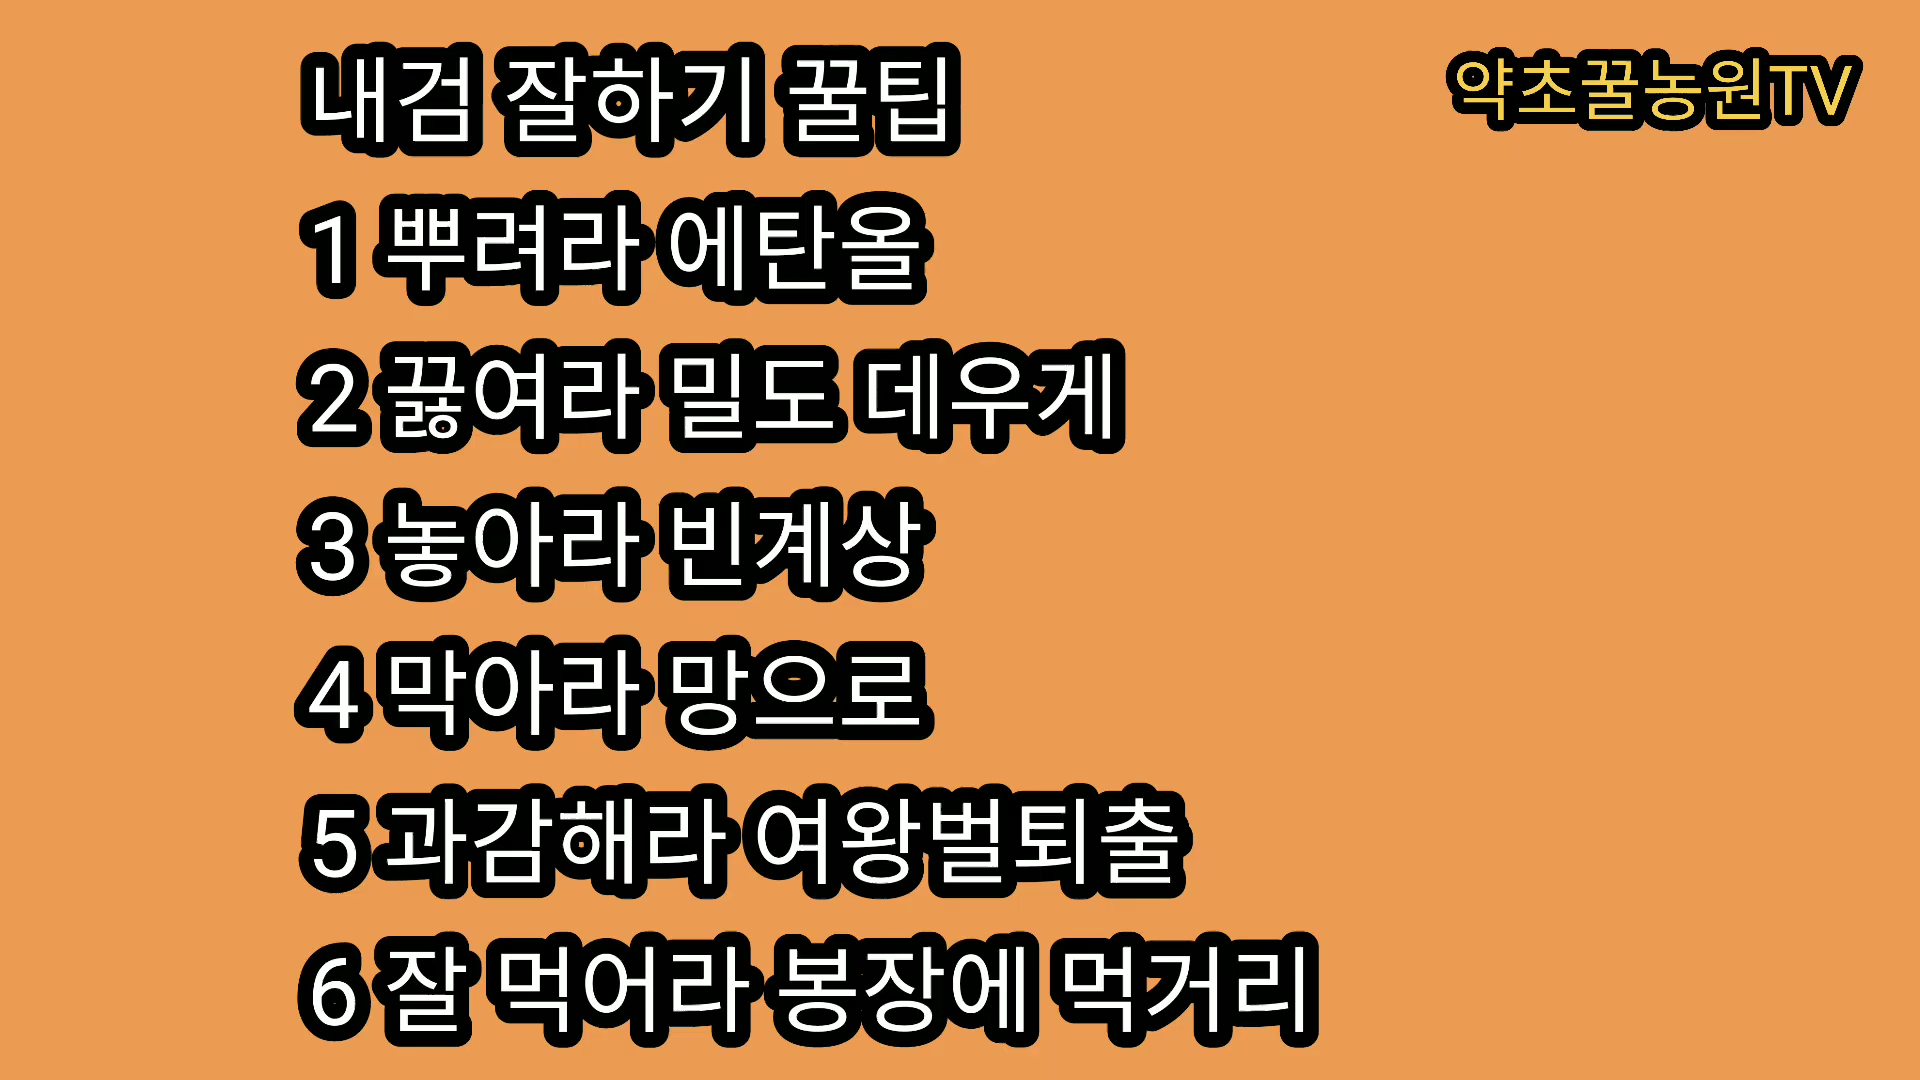 내검 잘하기 꿀팁
약초꿀농원TV
1 뿌려라 에탄올
2 끓여라 밀도 데우게
3 놓아라 빈계상
4 막아라 망으로
5 과감해라 여왕벌퇴출
6 잘 먹어라 봉장에 먹거리